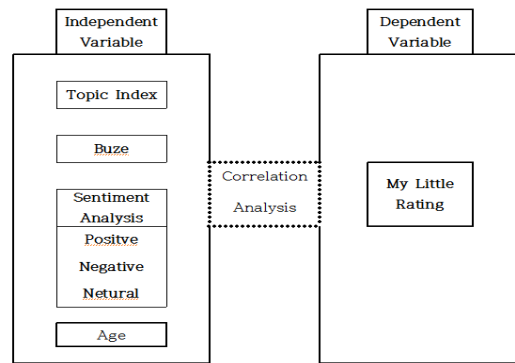 Independent
Variable
Topic Index
Buze
Sentiment
Analysis
Positve
Negative
Netural
Age
Correlation
Analysis
Dependent
Variable
My Little
Rating